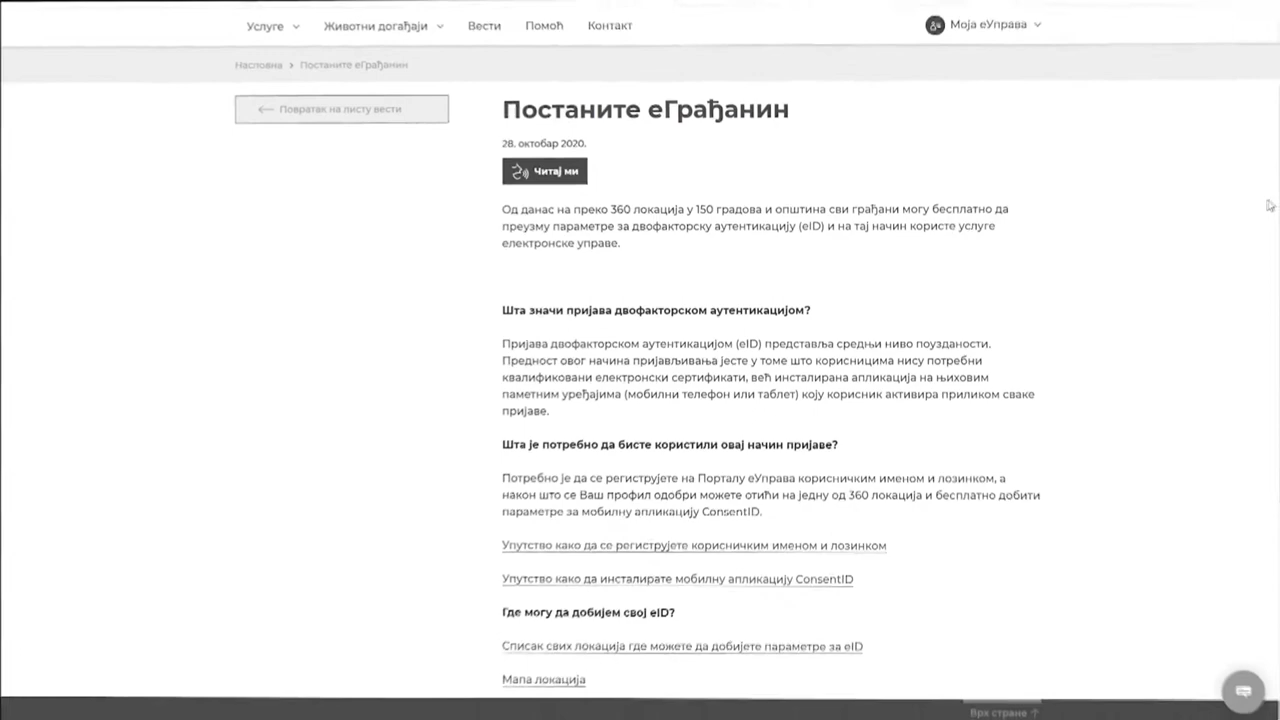 Услуге
Животни догађаји
Вести
Помоћ
Контакт
Моја еУправа
Насловна > Постаните еГрађанин
← Повратак на листу вести
Постаните еГрађанин
28. октобар 2020.
Читај ми
Од данас на преко 360 локација у 150 градова и општина сви грађани могу бесплатно да
преузму параметре за двофакторску аутентикацију (eID) и на тај начин користе услуге
електронске управе.
Шта значи пријава двофакторском аутентикацијом?
Пријава двофакторском аутентикацијом (eID) представља средњи ниво поузданости.
Предност овог начина пријављивања јесте у томе што корисницима нису потребни
квалификовани електронски сертификати, већ инсталирана апликација на њиховим
паметним уређајима (мобилни телефон или таблет) коју корисник активира приликом сваке
пријаве.
Шта је потребно да бисте користили овај начин пријаве?
Потребно је да се региструјете на Порталу еУправа корисничким именом и лозинком, а
након што се Ваш профил одобри можете отићи на једну од 360 локација и бесплатно добити
параметре за мобилну апликацију ConsentID.
Упутство како да се региструјете корисничким именом и лозинком
Упутство како да инсталирате мобилну апликацију ConsentID
Где могу да добијем свој eID?
Списак свих локација где можете да добијете параметре за eID
Мапа локација
Врх стране ↑